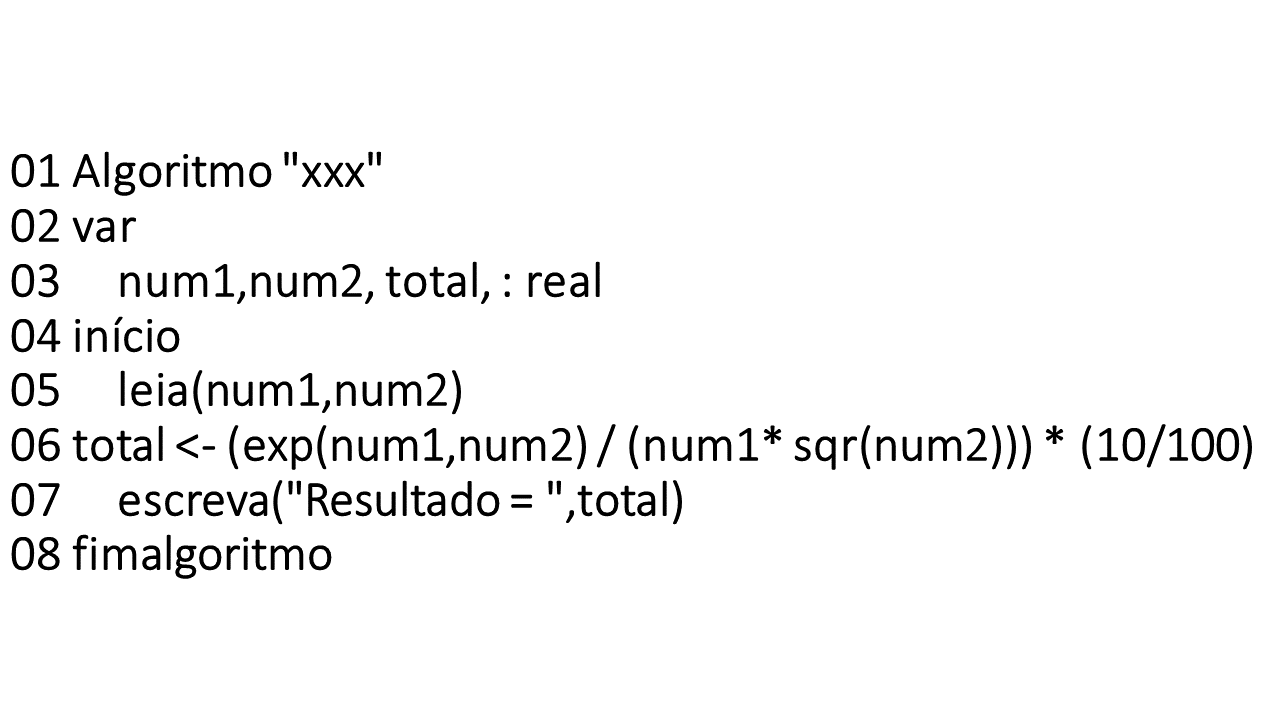 01 Algoritmo "xxx"
02 var
03 num1,num2, total, : real
04 início
05 leia(num1,num2)
06 total <- (exp(num1,num2) / (num1* sqr(num2))) * (10/100)
07 escreva("Resultado = ",total)
08 fimalgoritmo